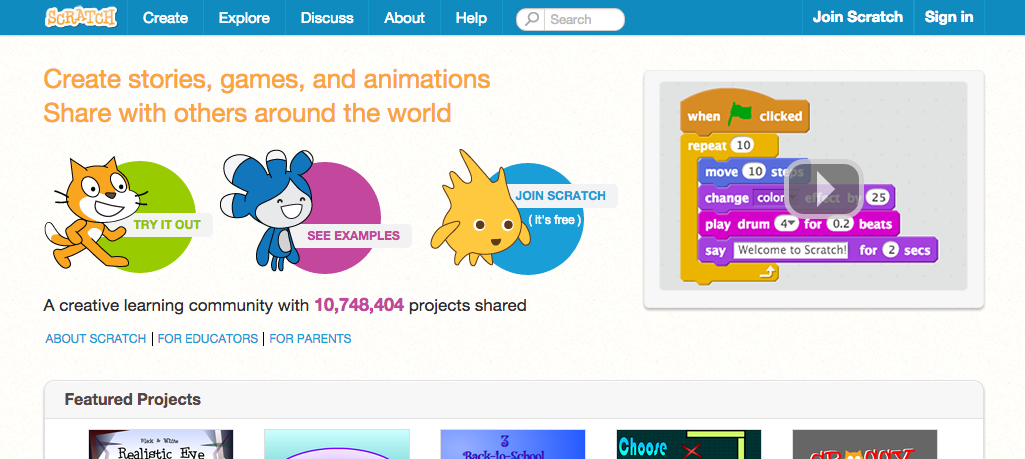 SCRATCH Create Explore Discuss About Help Search Join Scratch Sign in
Create stories, games, and animations
Share with others around the world
TRY IT OUT
SEE EXAMPLES
JOIN SCRATCH
( it's free )
A creative learning community with 10,748,404 projects shared
ABOUT SCRATCH | FOR EDUCATORS | FOR PARENTS
when clicked
repeat 10
move 10 steps
change color effect by 25
play drum 4 for 0.2 beats
say Welcome to Scratch! for 2 secs
Featured Projects
Black & White
Realistic Eye
3
Back-to-School
Choose